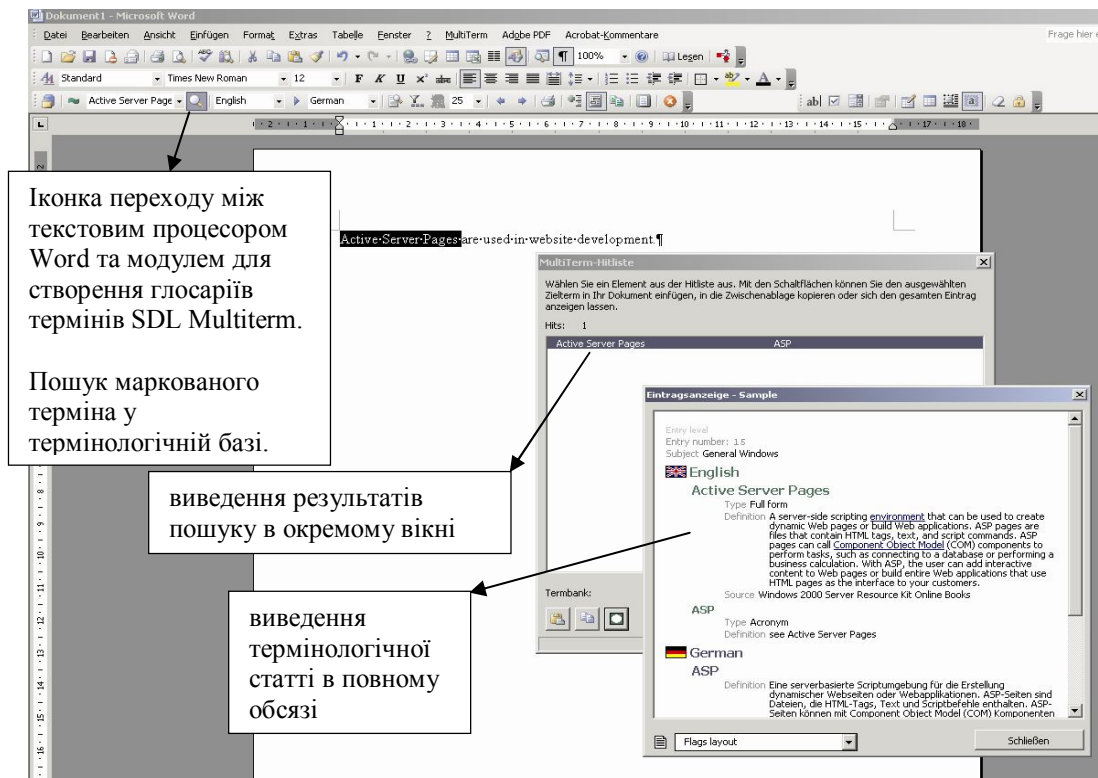 Dokument1 - Microsoft Word
Datei Bearbeiten Ansicht Einfügen Format Extras Tabelle Fenster ? MultiTerm Adobe PDF Acrobat-Kommentare Frage hier e
100% Lesen
Standard Times New Roman 12 F K U
Active Server Page English German 25
Іконка переходу між
текстовим процесором
Word та модулем для
створення глосаріїв
термінів SDL Multiterm.
Пошук маркованого
терміна у
термінологічній базі.
Active·Server·Pages·are·used·in·website·development.¶
MultiTerm-Hitliste
Wählen Sie ein Element aus der Hitliste aus. Mit den Schaltflächen können Sie den ausgewählten
Zielterm in Ihr Dokument einfügen, in die Zwischenablage kopieren oder sich den gesamten Eintrag
anzeigen lassen.
Hits: 1
Active Server Pages ASP
Termbank:
виведення результатів
пошуку в окремому вікні
виведення
термінологічної
статті в повному
обсязі
Eintragsanzeige - Sample
Entry level
Entry number: 15
Subject General Windows
English
Active Server Pages
Type Full form
Definition A server-side scripting environment that can be used to create
dynamic Web pages or build Web applications. ASP pages are
files that contain HTML tags, text, and script commands. ASP
pages can call Component Object Model (COM) components to
perform tasks, such as connecting to a database or performing a
business calculation. With ASP, the user can add interactive
content to Web pages or build entire Web applications that use
HTML pages as the interface to your customers.
Source Windows 2000 Server Resource Kit Online Books
ASP
Type Acronym
Definition see Active Server Pages
German
ASP
Definition Eine serverbasierte Scriptumgebung für die Erstellung
dynamischer Webseiten oder Webapplikationen. ASP-Seiten sind
Dateien, die HTML-Tags, Text und Scriptbefehle enthalten. ASP-
Seiten können mit Component Object Model (COM) Komponenten
Flags layout
Schließen